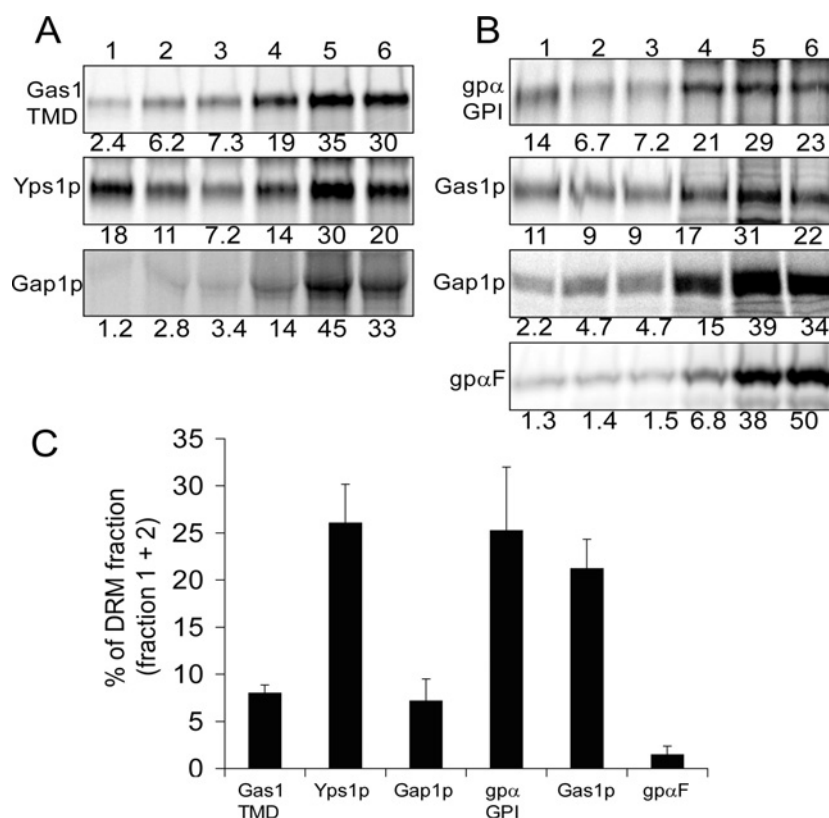 A
1 2 3 4 5 6
Gas1
TMD
2.4 6.2 7.3 19 35 30
Yps1p
18 11 7.2 14 30 20
Gap1p
1.2 2.8 3.4 14 45 33
B
1 2 3 4 5 6
gpα
GPI
14 6.7 7.2 21 29 23
Gas1p
11 9 9 17 31 22
Gap1p
2.2 4.7 4.7 15 39 34
gpαF
1.3 1.4 1.5 6.8 38 50
C
% of DRM fraction
(fraction 1 + 2)
35
30
25
20
15
10
5
0
Gas1 Yps1p Gap1p gpα Gas1p gpαF
TMD GPI